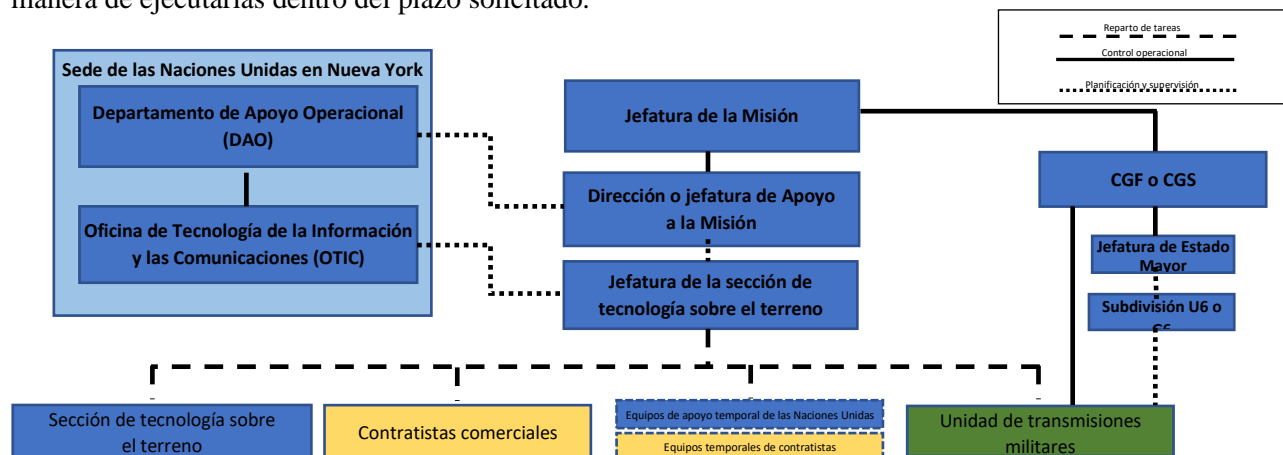 manera de ejecutarlas dentro del plazo solicitado.
Reparto de tareas
Control operacional
Planificación y supervisión
Sede de las Naciones Unidas en Nueva York
Departamento de Apoyo Operacional
(DAO)
Oficina de Tecnología de la Información
y las Comunicaciones (OTIC)
Jefatura de la Misión
Dirección o jefatura de Apoyo
a la Misión
Jefatura de la sección de
tecnología sobre el terreno
CGF o CGS
Jefatura de Estado
Mayor
Subdivisión U6 o
Sección de tecnología sobre
el terreno
Contratistas comerciales
Equipos de apoyo temporal de las Naciones Unidas
Equipos temporales de contratistas
Unidad de transmisiones
militares